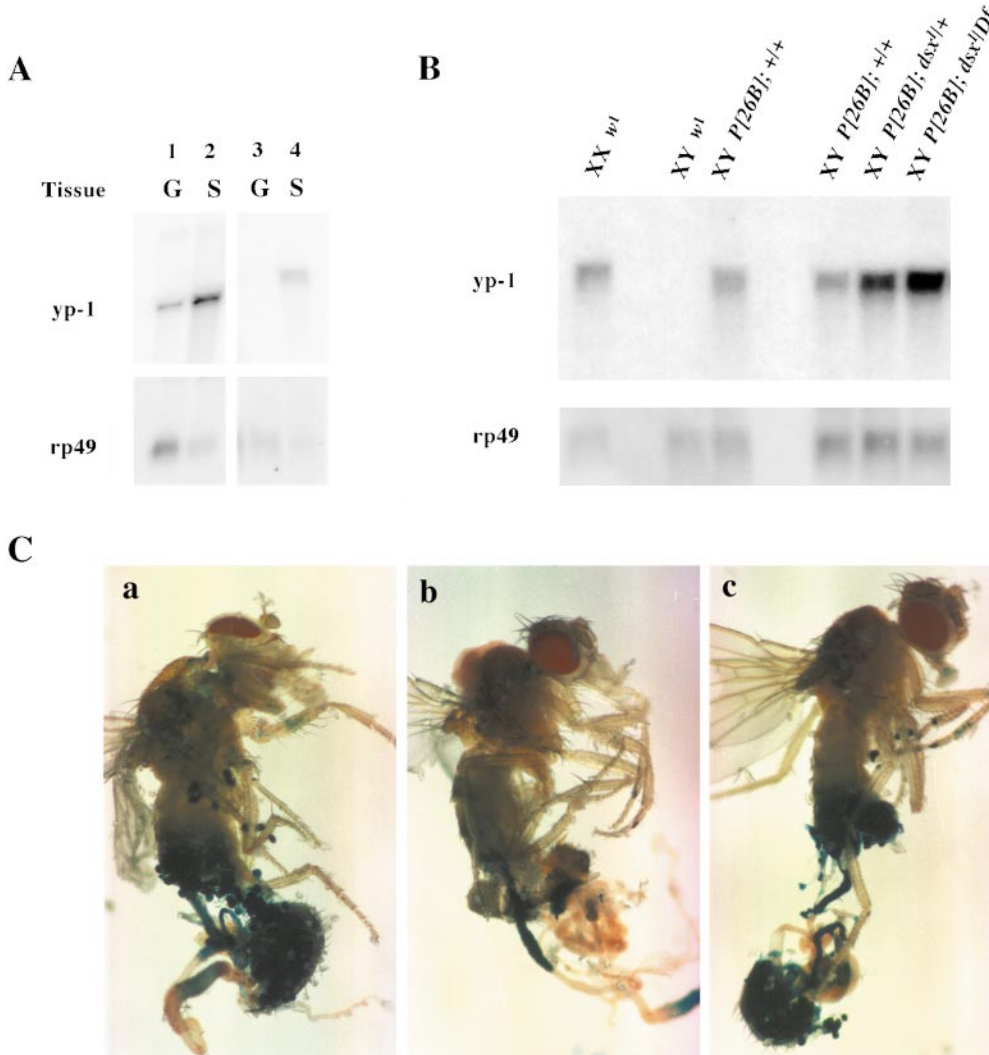 A
1 2 3 4
Tissue G S G S
yp-1
rp49
B
XX w1
XY w1
XY P[26B]; +/+
XY P[26B]; +/+
XY P[26B]; dsx1/+
yp-1
rp49
C
a
b
c